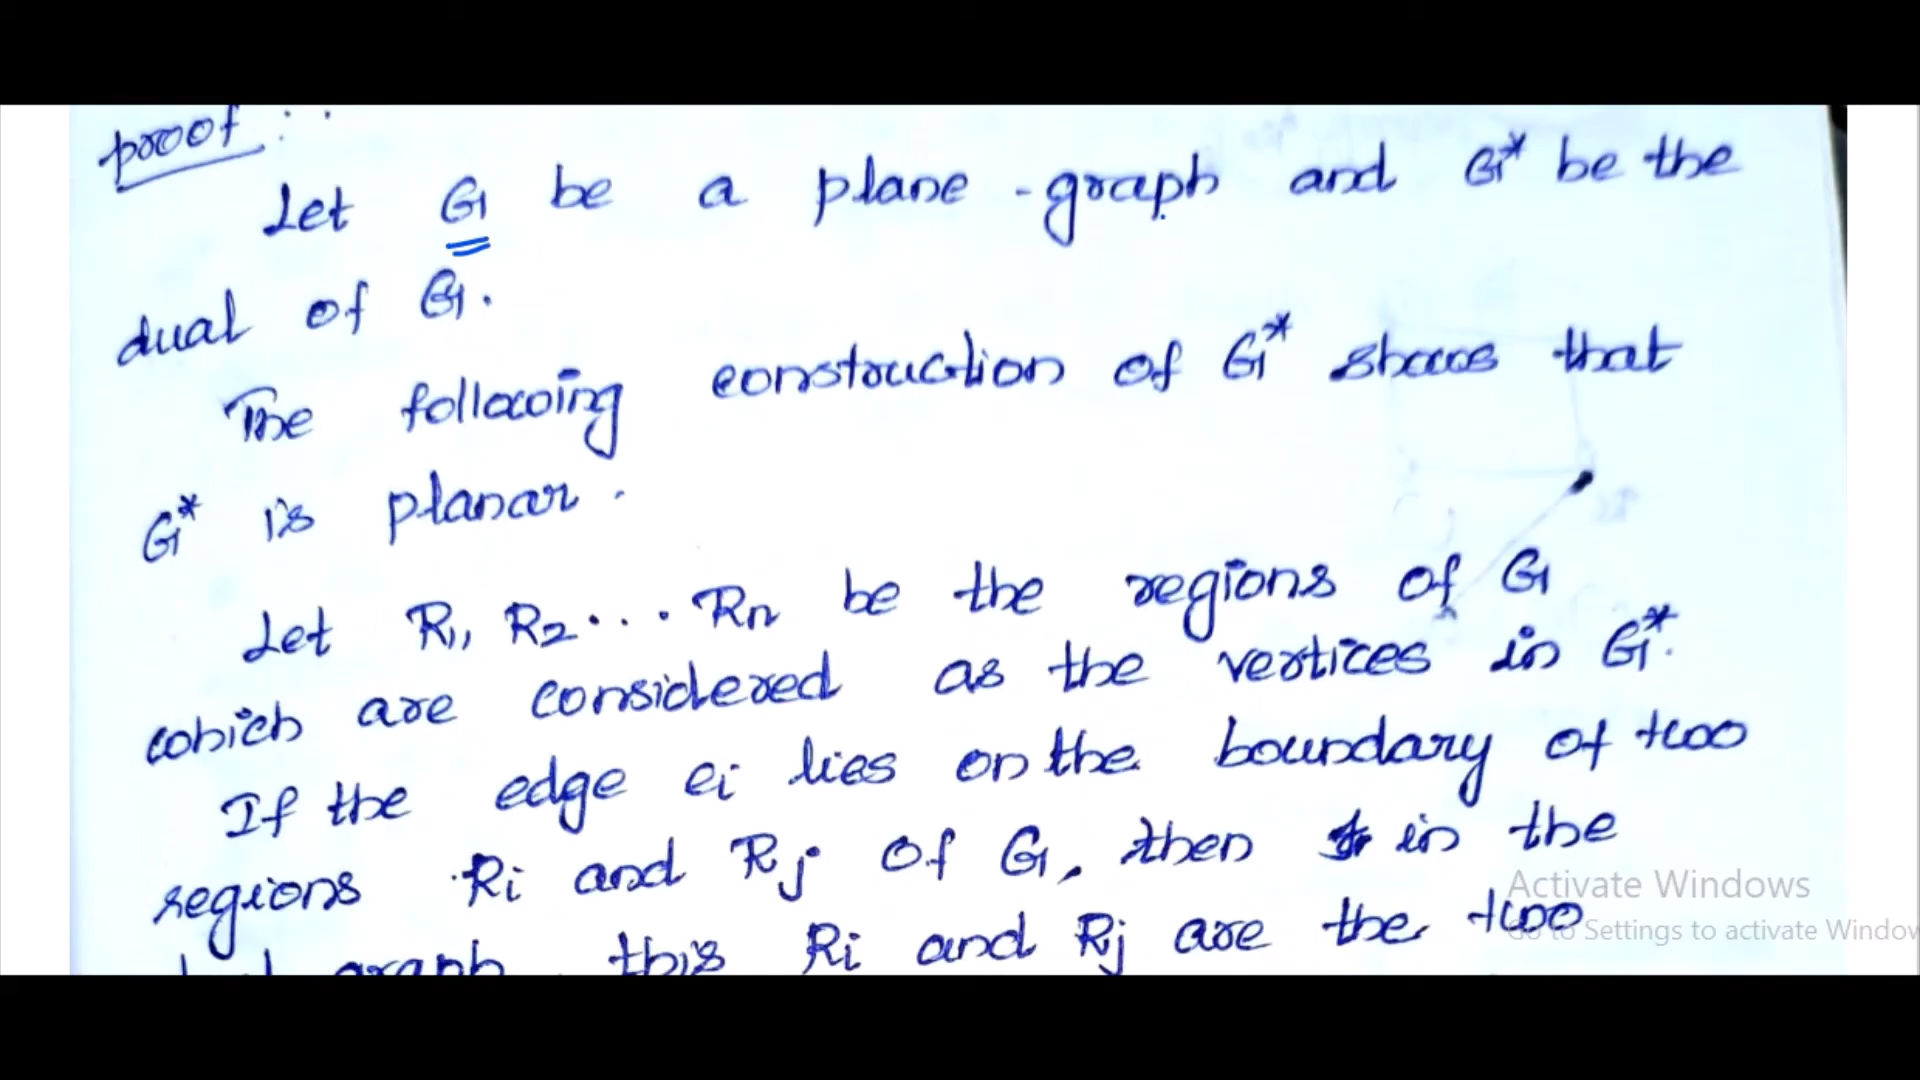 proof :
Let G be a plane - graph and G* be the
dual of G.
The following construction of G* shows that
G* is planar.
Let R1, R2 ... Rn be the regions of G
which are considered as the vertices in G*.
If the edge ei lies on the boundary of two
regions Ri and Rj of G, then in the
graph this Ri and Rj are the two
Activate Windows
Go to Settings to activate Window